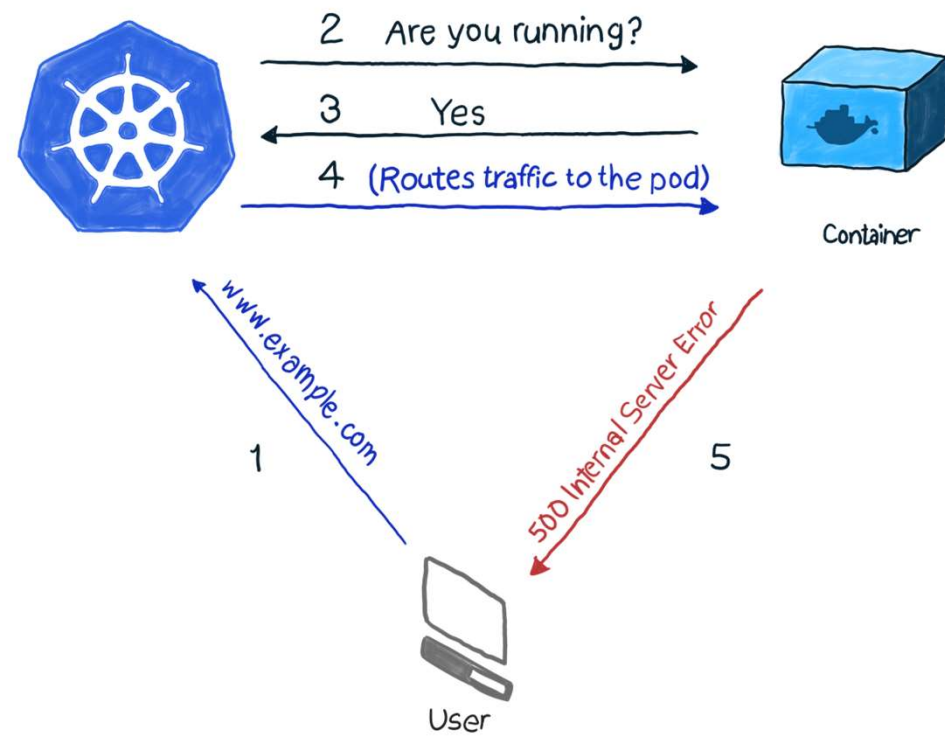 2 Are you running?
3 Yes
4 (Routes traffic to the pod)
Container
www.example.com
500 Internal Server Error
1
5
User